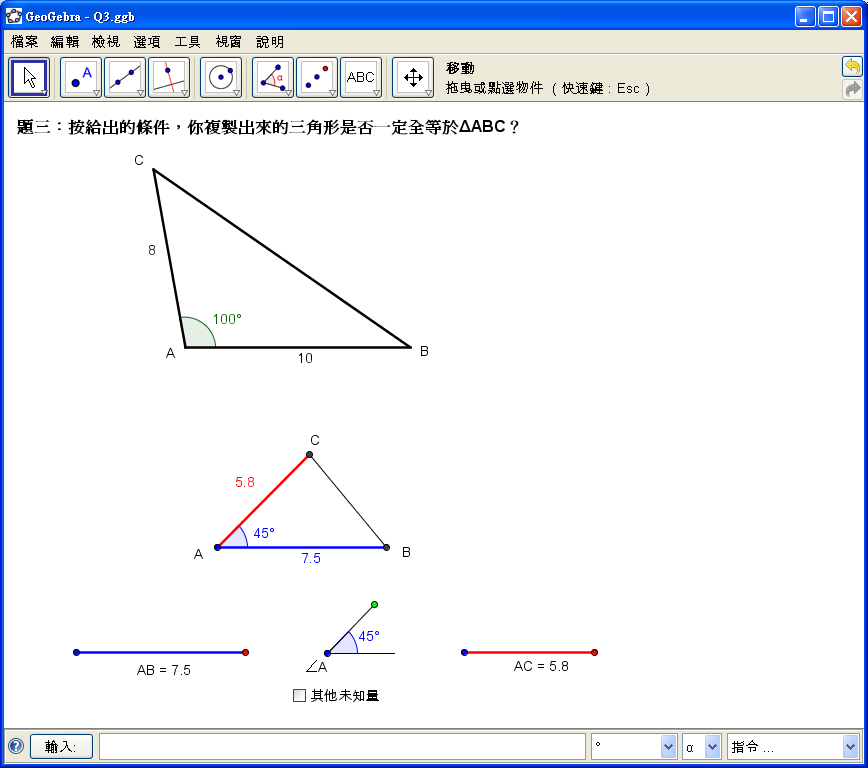 GeoGebra - Q3.ggb
檔案 編輯 檢視 選項 工具 視窗 說明
A
α
ABC
移動
拖曳或點選物件 ( 快速鍵 : Esc )
題三：按給出的條件，你複製出來的三角形是否一定全等於ΔABC？
C
8
100°
A
10
B
C
5.8
45°
A
7.5
B
AB = 7.5
45°
∠A
AC = 5.8
其他未知量
輸入:
°
α
指令 ...